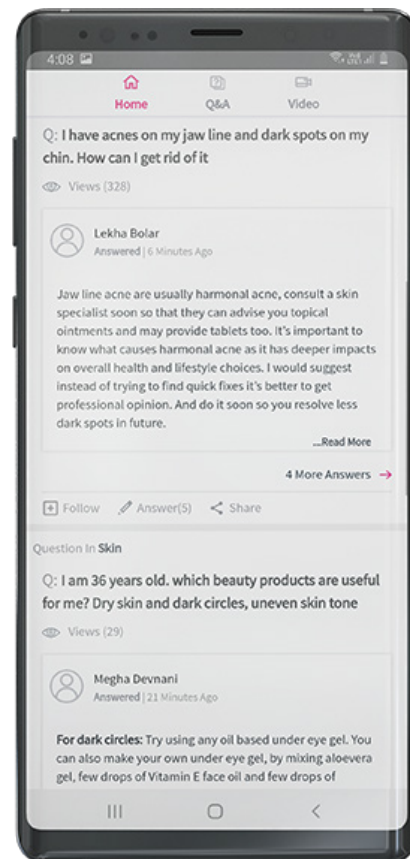 4:08
Home Q&A Video
Q: I have acnes on my jaw line and dark spots on my
chin. How can I get rid of it
Views (328)
Lekha Bolar
Answered | 6 Minutes Ago
Jaw line acne are usually harmonal acne, consult a skin
specialist soon so that they can advise you topical
ointments and may provide tablets too. It's important to
know what causes harmonal acne as it has deeper impacts
on overall health and lifestyle choices. I would suggest
instead of trying to find quick fixes it's better to get
professional opinion. And do it soon so you resolve less
dark spots in future.
...Read More
4 More Answers →
Follow Answer(5) Share
Question In Skin
Q: I am 36 years old. which beauty products are useful
for me? Dry skin and dark circles, uneven skin tone
Views (29)
Megha Devnani
Answered | 21 Minutes Ago
For dark circles: Try using any oil based under eye gel. You
can also make your own under eye gel, by mixing aloevera
gel, few drops of Vitamin E face oil and few drops of